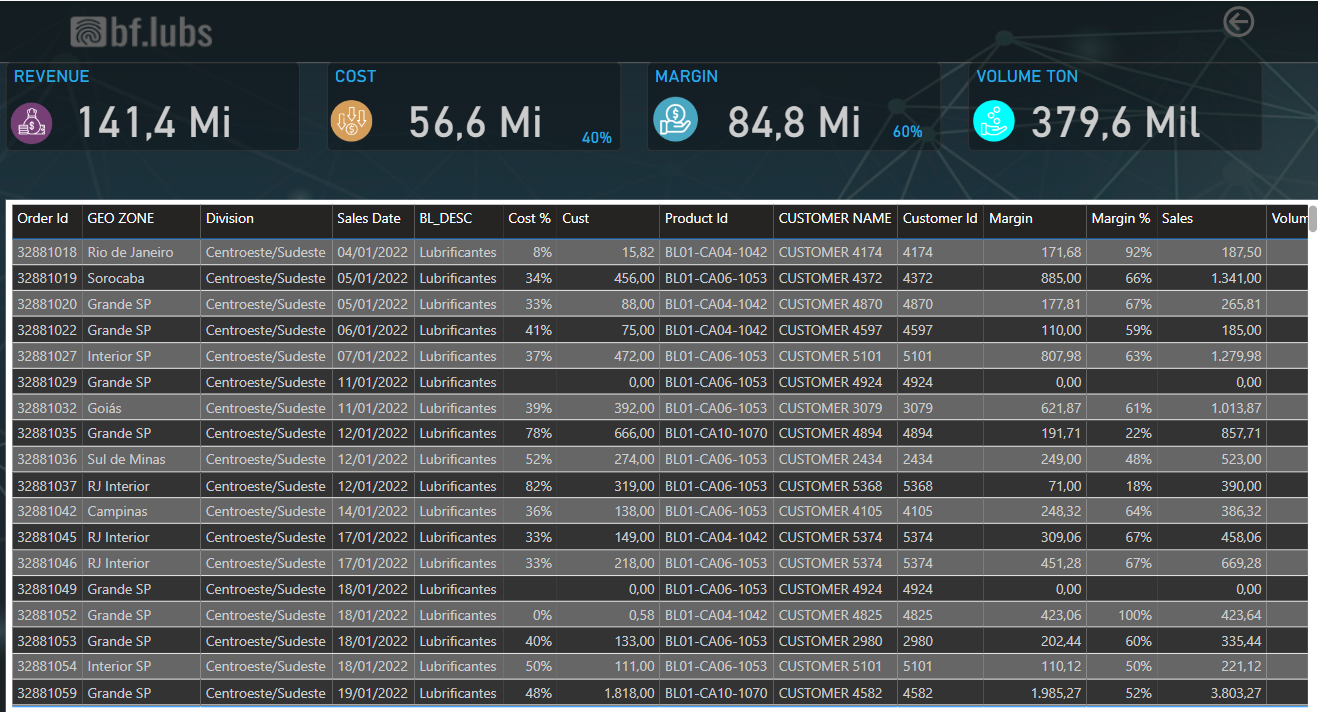 bf.lubs
REVENUE COST MARGIN VOLUME TON
141,4 Mi 56,6 Mi 40% 84,8 Mi 60% 379,6 Mil
Order Id GEO ZONE Division Sales Date BL_DESC Cost % Cust Product Id CUSTOMER NAME Customer Id Margin Margin % Sales Volum
32881018 Rio de Janeiro Centroeste/Sudeste 04/01/2022 Lubrificantes 8% 15,82 BL01-CA04-1042 CUSTOMER 4174 4174 171,68 92% 187,50
32881019 Sorocaba Centroeste/Sudeste 05/01/2022 Lubrificantes 34% 456,00 BL01-CA06-1053 CUSTOMER 4372 4372 885,00 66% 1.341,00
32881020 Grande SP Centroeste/Sudeste 05/01/2022 Lubrificantes 33% 88,00 BL01-CA04-1042 CUSTOMER 4870 4870 177,81 67% 265,81
32881022 Grande SP Centroeste/Sudeste 06/01/2022 Lubrificantes 41% 75,00 BL01-CA04-1042 CUSTOMER 4597 4597 110,00 59% 185,00
32881027 Interior SP Centroeste/Sudeste 07/01/2022 Lubrificantes 37% 472,00 BL01-CA06-1053 CUSTOMER 5101 5101 807,98 63% 1.279,98
32881029 Grande SP Centroeste/Sudeste 11/01/2022 Lubrificantes 0,00 BL01-CA06-1053 CUSTOMER 4924 4924 0,00 0,00
32881032 Goiás Centroeste/Sudeste 11/01/2022 Lubrificantes 39% 392,00 BL01-CA06-1053 CUSTOMER 3079 3079 621,87 61% 1.013,87
32881035 Grande SP Centroeste/Sudeste 12/01/2022 Lubrificantes 78% 666,00 BL01-CA10-1070 CUSTOMER 4894 4894 191,71 22% 857,71
32881036 Sul de Minas Centroeste/Sudeste 12/01/2022 Lubrificantes 52% 274,00 BL01-CA06-1053 CUSTOMER 2434 2434 249,00 48% 523,00
32881037 RJ Interior Centroeste/Sudeste 12/01/2022 Lubrificantes 82% 319,00 BL01-CA06-1053 CUSTOMER 5368 5368 71,00 18% 390,00
32881042 Campinas Centroeste/Sudeste 14/01/2022 Lubrificantes 36% 138,00 BL01-CA06-1053 CUSTOMER 4105 4105 248,32 64% 386,32
32881045 RJ Interior Centroeste/Sudeste 17/01/2022 Lubrificantes 33% 149,00 BL01-CA04-1042 CUSTOMER 5374 5374 309,06 67% 458,06
32881046 RJ Interior Centroeste/Sudeste 17/01/2022 Lubrificantes 33% 218,00 BL01-CA06-1053 CUSTOMER 5374 5374 451,28 67% 669,28
32881049 Grande SP Centroeste/Sudeste 18/01/2022 Lubrificantes 0,00 BL01-CA06-1053 CUSTOMER 4924 4924 0,00 0,00
32881052 Grande SP Centroeste/Sudeste 18/01/2022 Lubrificantes 0% 0,58 BL01-CA04-1042 CUSTOMER 4825 4825 423,06 100% 423,64
32881053 Grande SP Centroeste/Sudeste 18/01/2022 Lubrificantes 40% 133,00 BL01-CA06-1053 CUSTOMER 2980 2980 202,44 60% 335,44
32881054 Interior SP Centroeste/Sudeste 18/01/2022 Lubrificantes 50% 111,00 BL01-CA06-1053 CUSTOMER 5101 5101 110,12 50% 221,12
32881059 Grande SP Centroeste/Sudeste 19/01/2022 Lubrificantes 48% 1.818,00 BL01-CA10-1070 CUSTOMER 4582 4582 1.985,27 52% 3.803,27